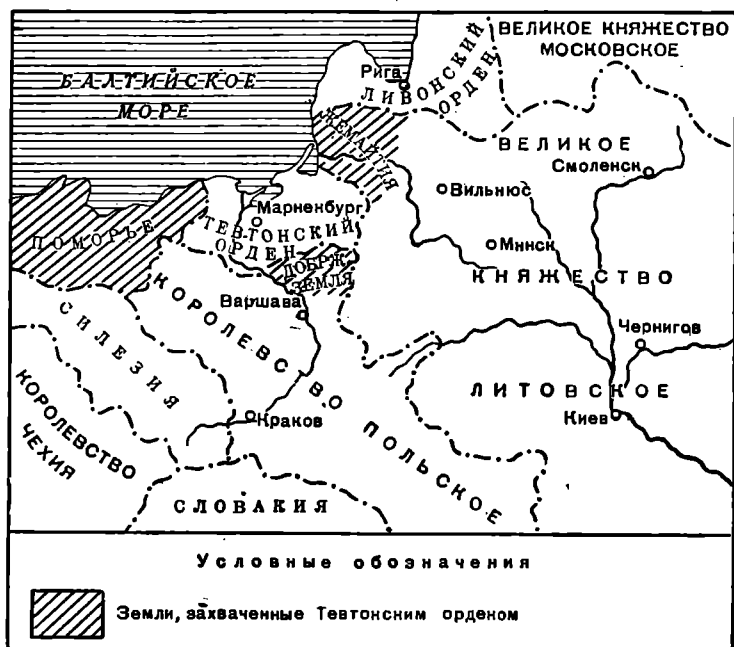 ВЕЛИКОЕ КНЯЖЕСТВО
МОСКОВСКОЕ
БАЛТИЙСКОЕ
МОРЕ
Рига
ЛИВОНСКИЙ
ОРДЕН
ЖЕМАЙТИЯ
ВЕЛИКОЕ
Смоленск
Вильнюс
Мариенбург
ПОМОРЬЕ
ТЕВТОНСКИЙ
ОРДЕН
Минск
ДОБРЖ.
ЗЕМЛЯ
КНЯЖЕСТВО
Варшава
КОРОЛЕВСТВО ПОЛЬСКОЕ
СИЛЕЗИЯ
Чернигов
ЛИТОВСКОЕ
Киев
Краков
КОРОЛЕВСТВО
ЧЕХИЯ
СЛОВАКИЯ
Условные обозначения
Земли, захваченные Тевтонским орденом